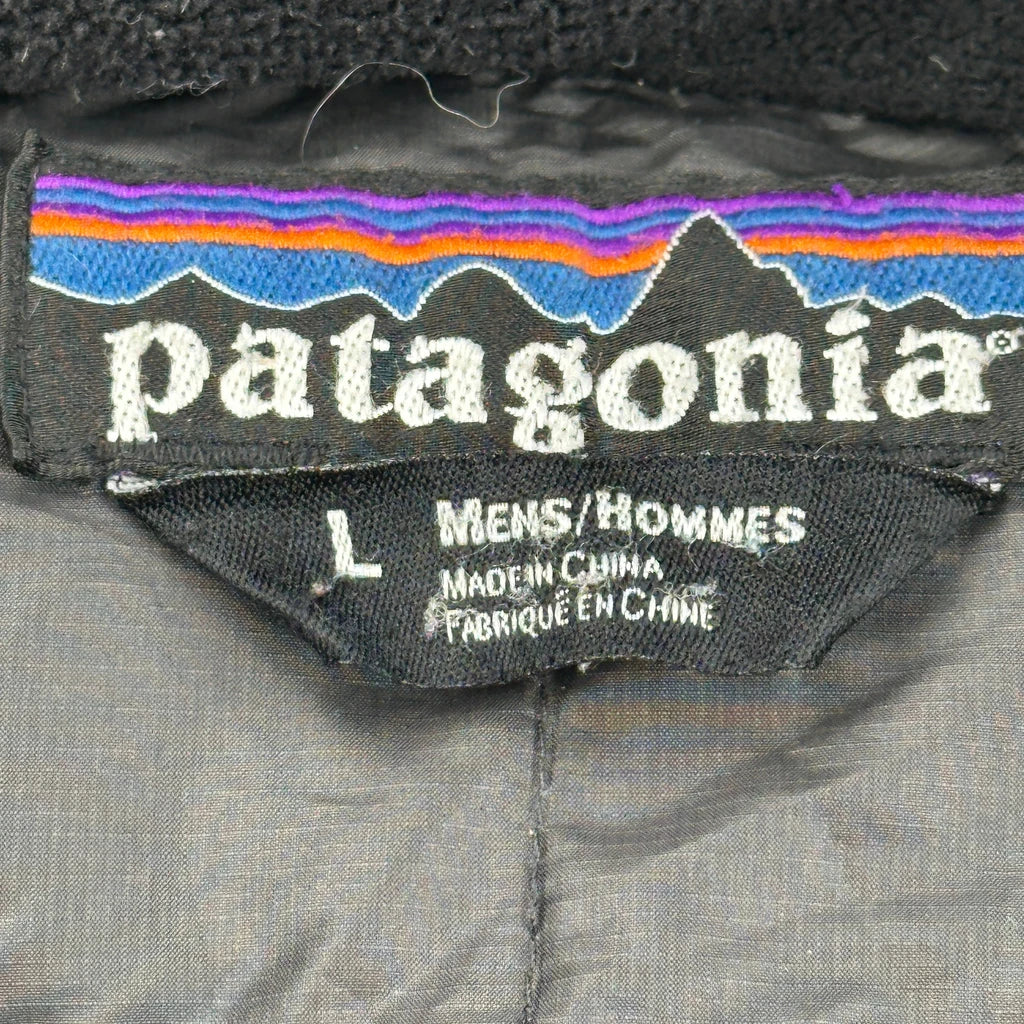 patagonia®
L
MENS/HOMMES
MADE IN CHINA
FABRIQUÉ EN CHINE